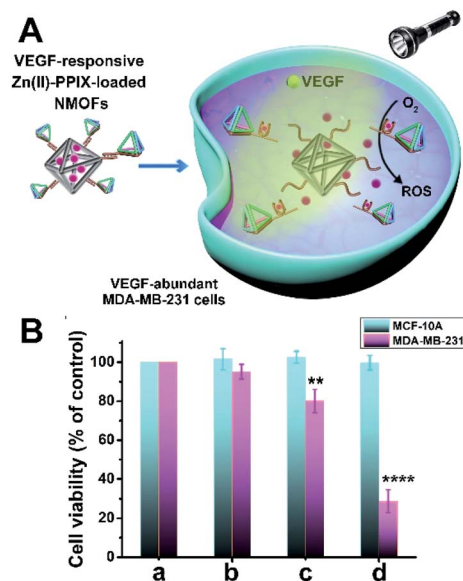 A
VEGF-responsive
Zn(II)-PPIX-loaded
NMOFs
VEGF
O2
ROS
VEGF-abundant
MDA-MB-231 cells
B
MCF-10A
MDA-MB-231
Cell viability (% of control)
120
100
80
60
40
20
0
**
****
a
b
c
d